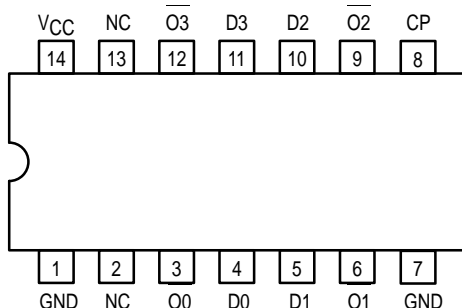 VCC NC O3 D3 D2 O2 CP
14 13 12 11 10 9 8
1 2 3 4 5 6 7
GND NC O0 D0 D1 O1 GND